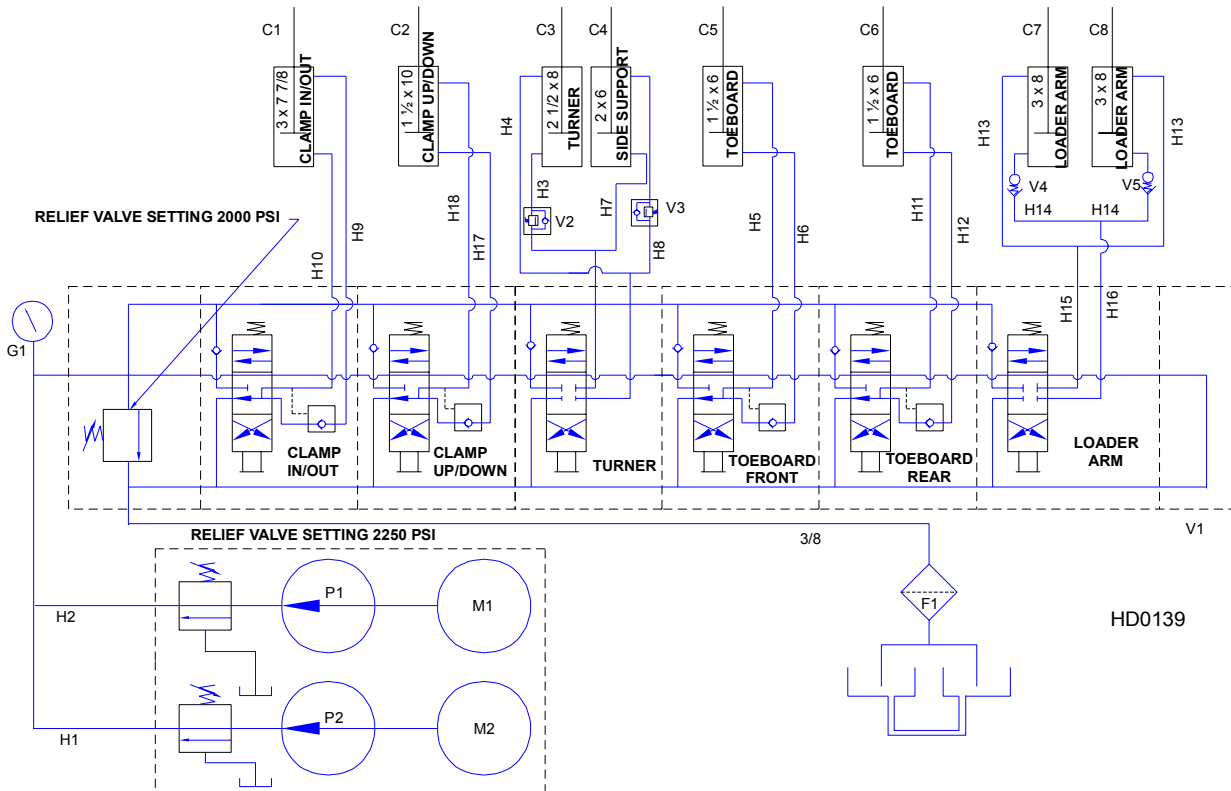 C1
C2
C3
C4
C5
C6
C7
C8
3 x 7 7/8
CLAMP IN/OUT
1 ½ x 10
CLAMP UP/DOWN
2 1/2 x 8
TURNER
2 x 6
SIDE SUPPORT
1 ½ x 6
TOEBOARD
1 ½ x 6
TOEBOARD
3 x 8
LOADER ARM
3 x 8
LOADER ARM
H4
H13
H13
H3
H7
V2
V3
V4
V5
H14
H14
RELIEF VALVE SETTING 2000 PSI
H10
H9
H18
H17
H8
H5
H6
H11
H12
H15
H16
G1
CLAMP
IN/OUT
CLAMP
UP/DOWN
TURNER
TOEBOARD
FRONT
TOEBOARD
REAR
LOADER
ARM
RELIEF VALVE SETTING 2250 PSI
3/8
V1
H2
P1
M1
F1
HD0139
H1
P2
M2